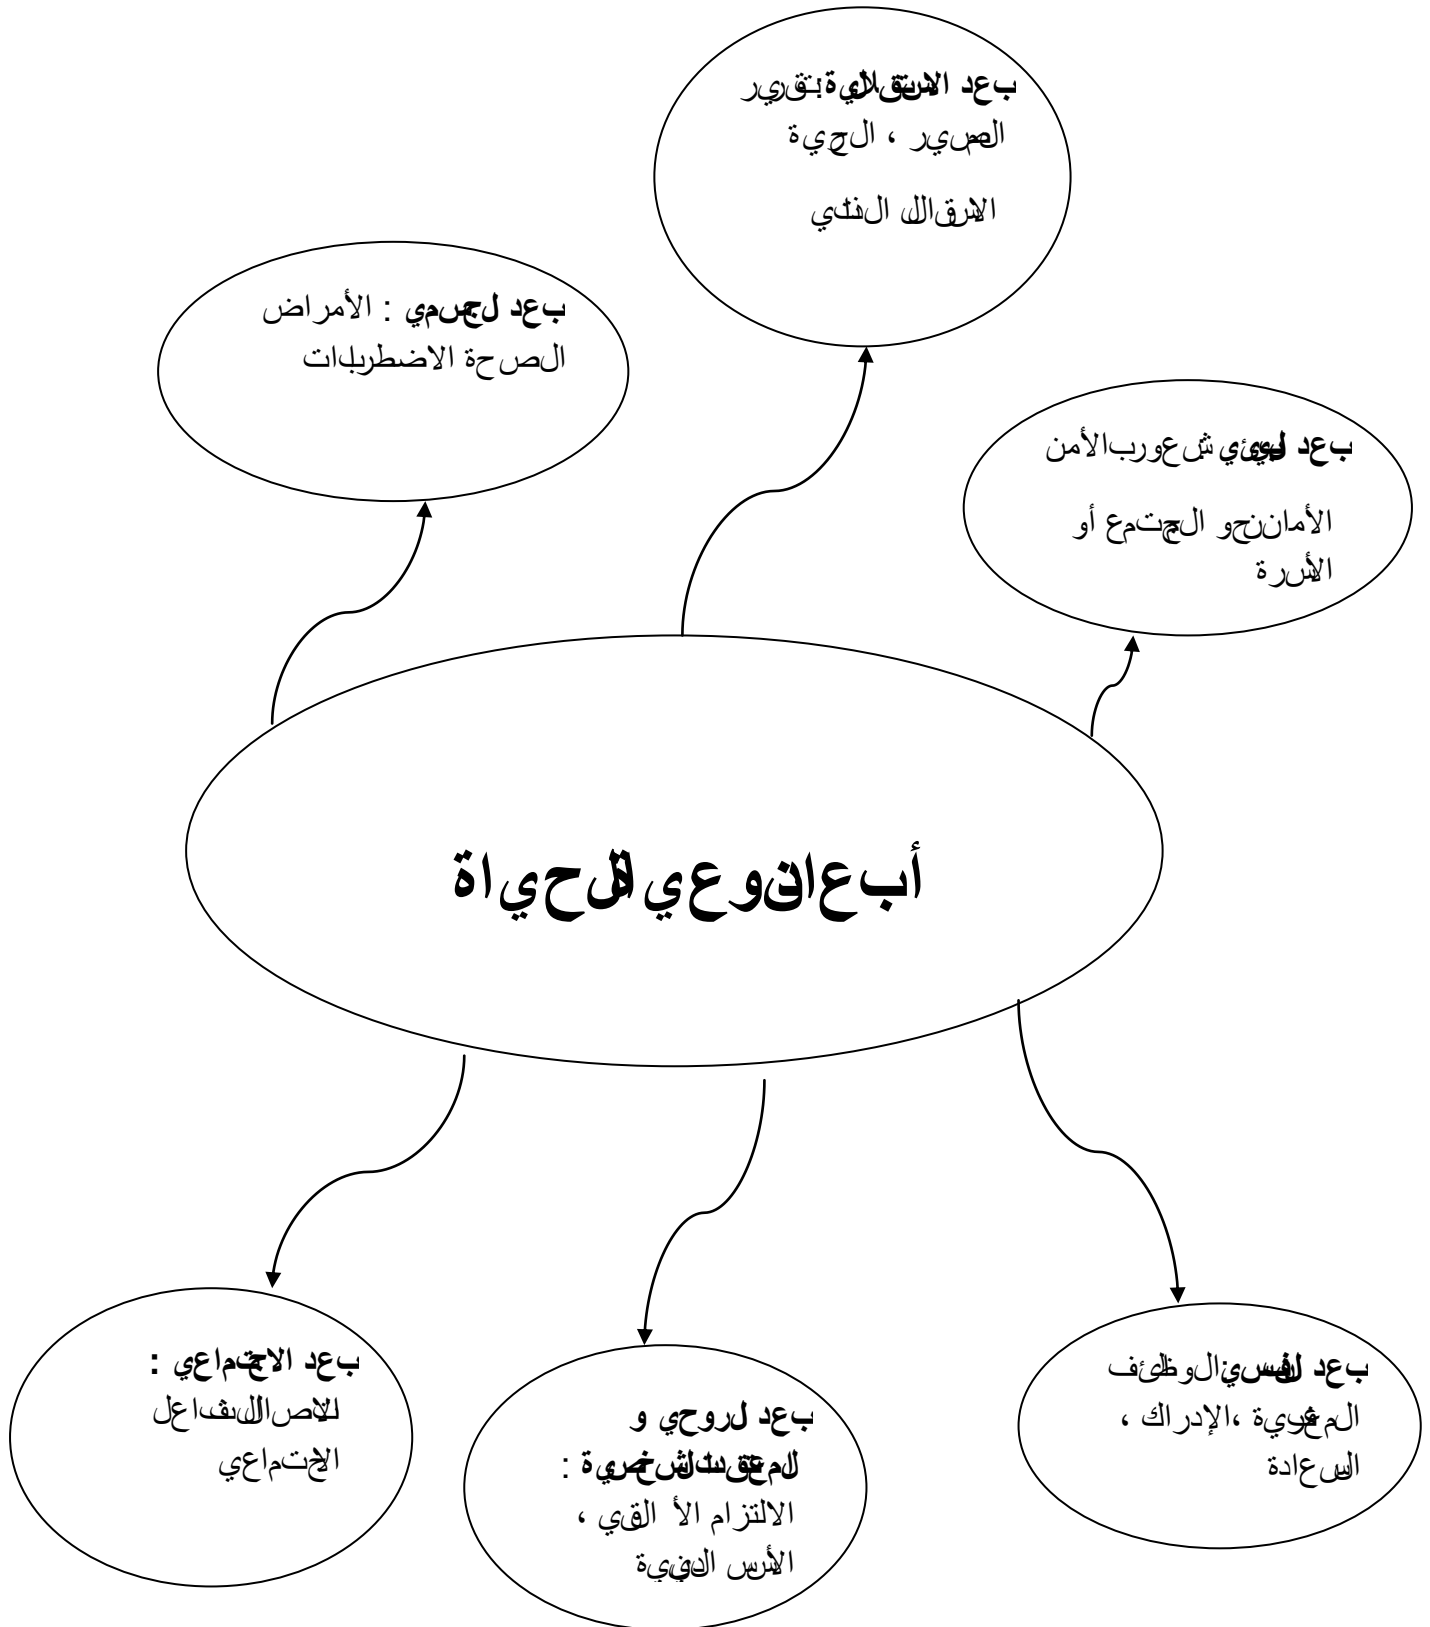 بعد الاستقلالية: تقرير
المصير ، الحرية
الاستقلال الذاتي
بعد الجسمي : الأمراض
الصحة الاضطرابات
بعد البيئي شعور بالأمن
الأمان نحو المجتمع أو
الأسرة
أبعاد نوعية الحياة
بعد الاجتماعي :
الاتصال التفاعل
الاجتماعي
بعد الروحي و
المعتقدات الشخصية :
الالتزام الأخلاقي ،
الأسس الدينية
بعد النفسي: الوظائف
المعرفية ،الإدراك ،
السعادة